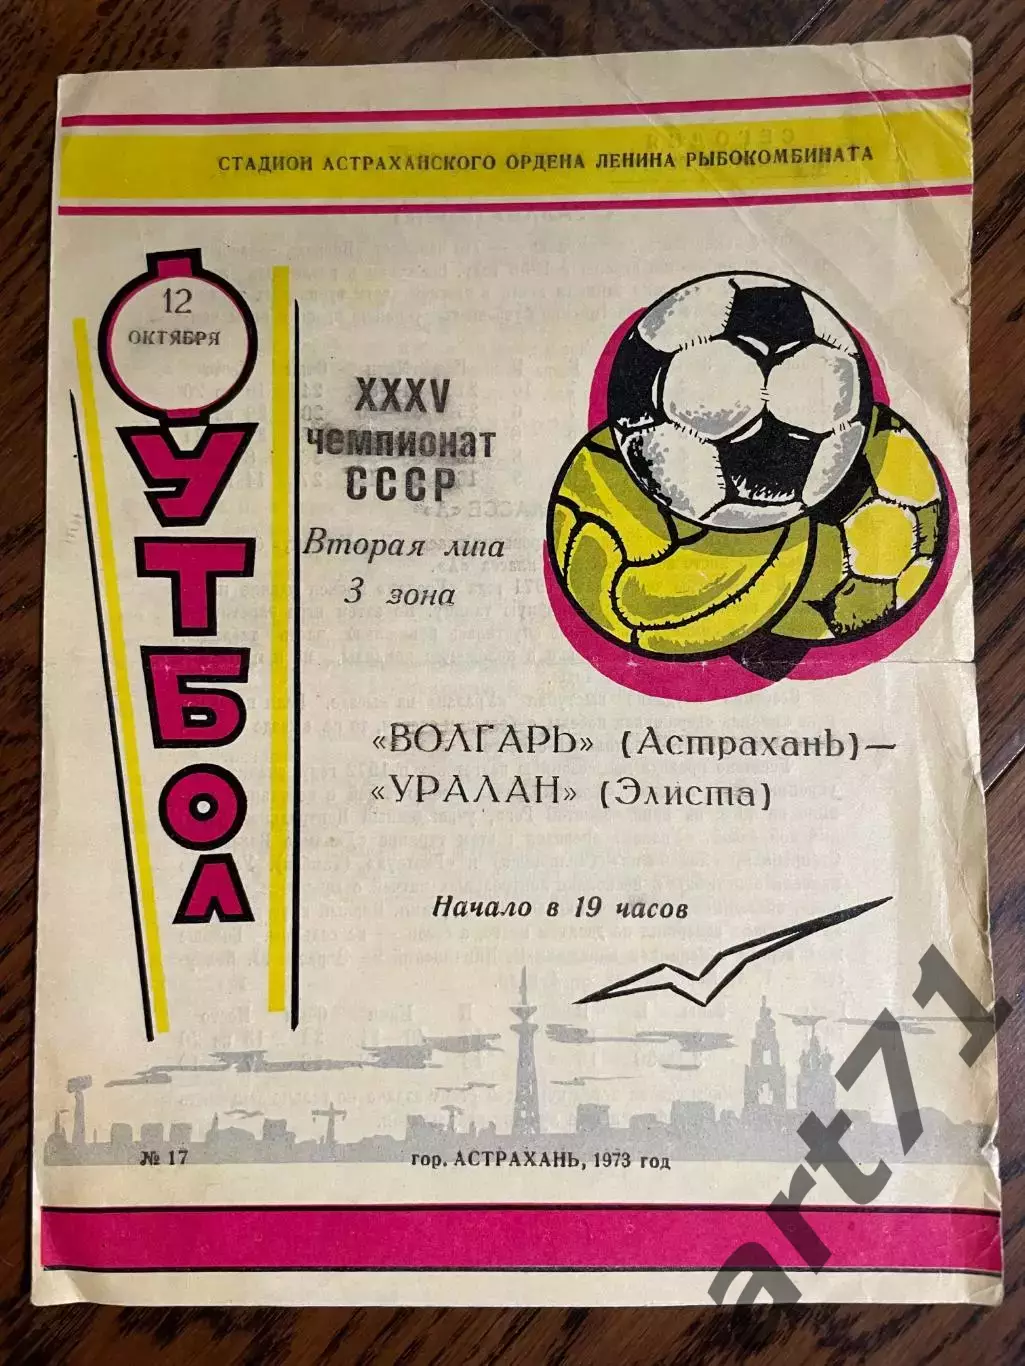 СТАДИОН АСТРАХАНСКОГО ОРДЕНА ЛЕНИНА РЫБОКОМБИНАТА
12
ОКТЯБРЯ
ФУТБОЛ
XXXV
чемпионат
СССР
Вторая лига
3 зона
«ВОЛГАРЬ» (Астрахань)—
«УРАЛАН» (Элиста)
Начало в 19 часов
№ 17
гор. АСТРАХАНЬ, 1973 год
art71